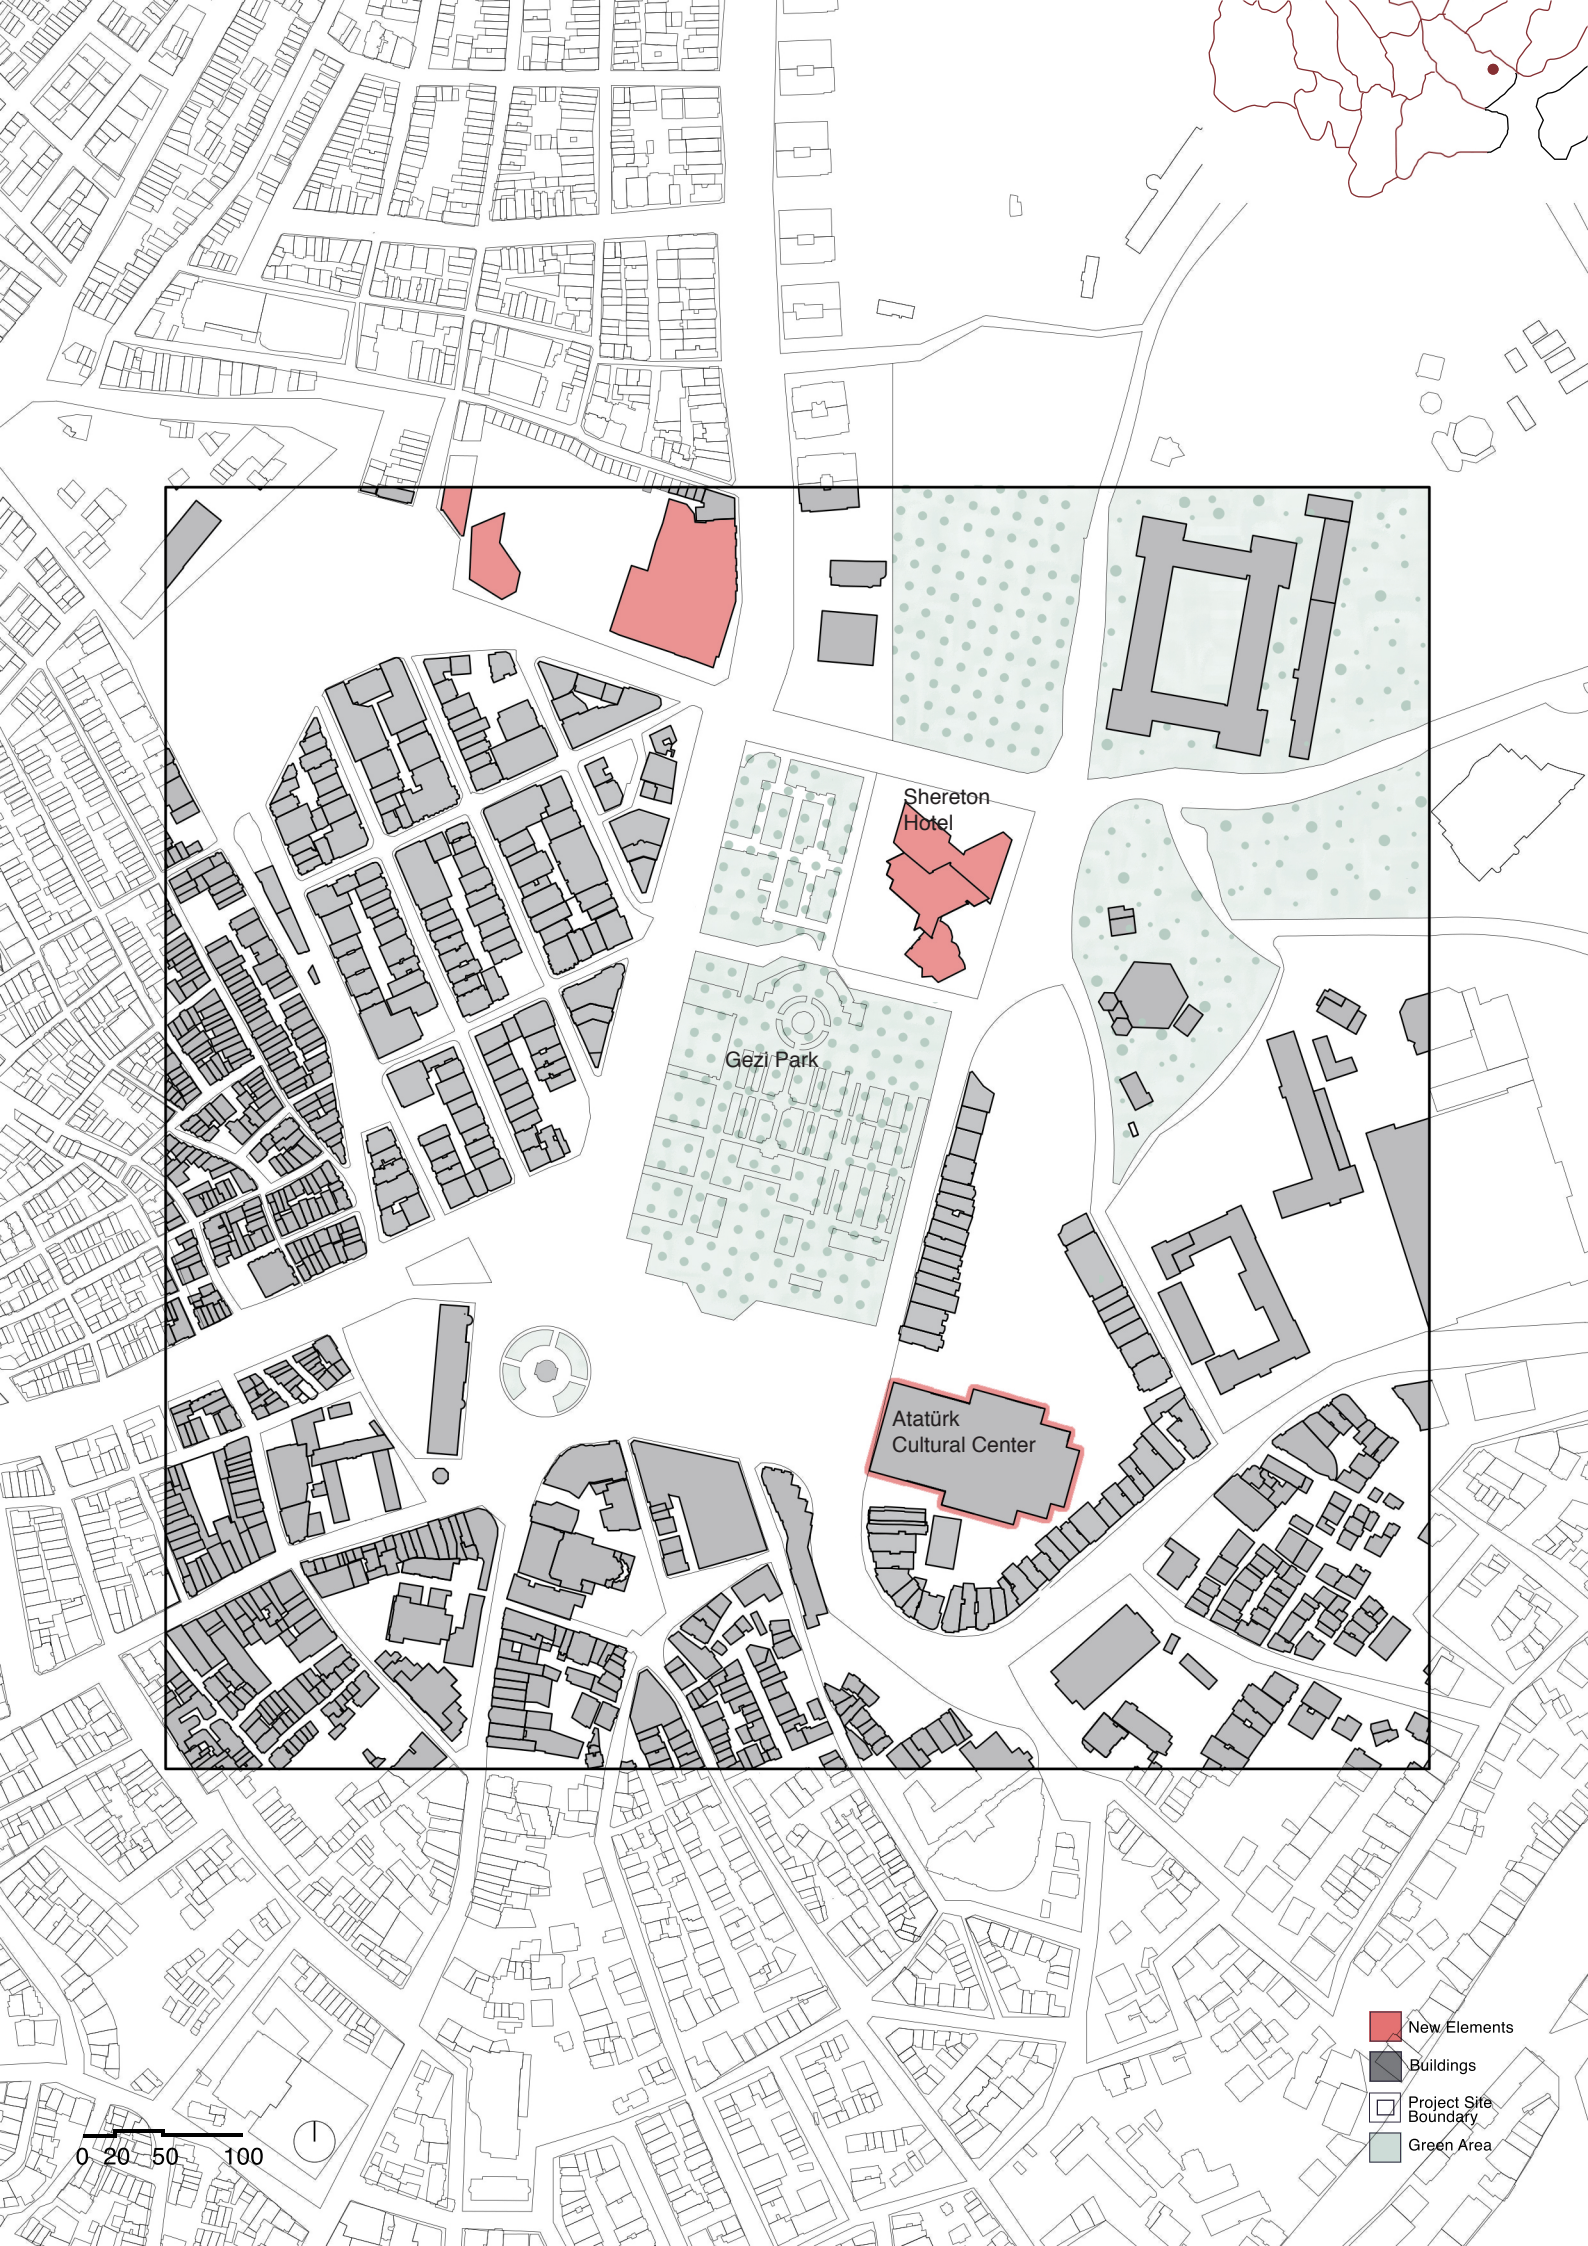 Shereton
Hotel
Gezi Park
Atatürk
Cultural Center
New Elements
Buildings
Project Site
Boundary
Green Area
0 20 50 100